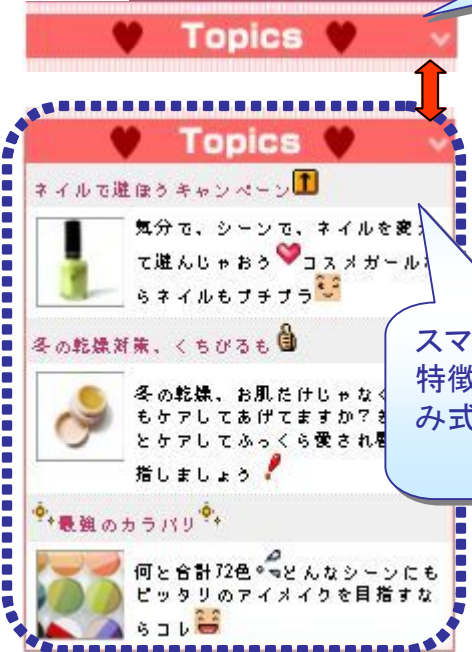 Topics
Topics
ネイルで遊ぼうキャンペーン
気分で、シーンで、ネイルを変え
て遊んじゃおう コスメガール
らネイルもプチプラ
冬の乾燥対策、くちびるも
冬の乾燥、お肌だけじゃなく
もケアしてあげてますか?
とケアしてふっくら愛され唇
指しましょう
最強のカラバリ
何と合計72色 どんなシーンにも
ピッタリのアイメイクを目指すな
らコレ
スマ
特徴
み式